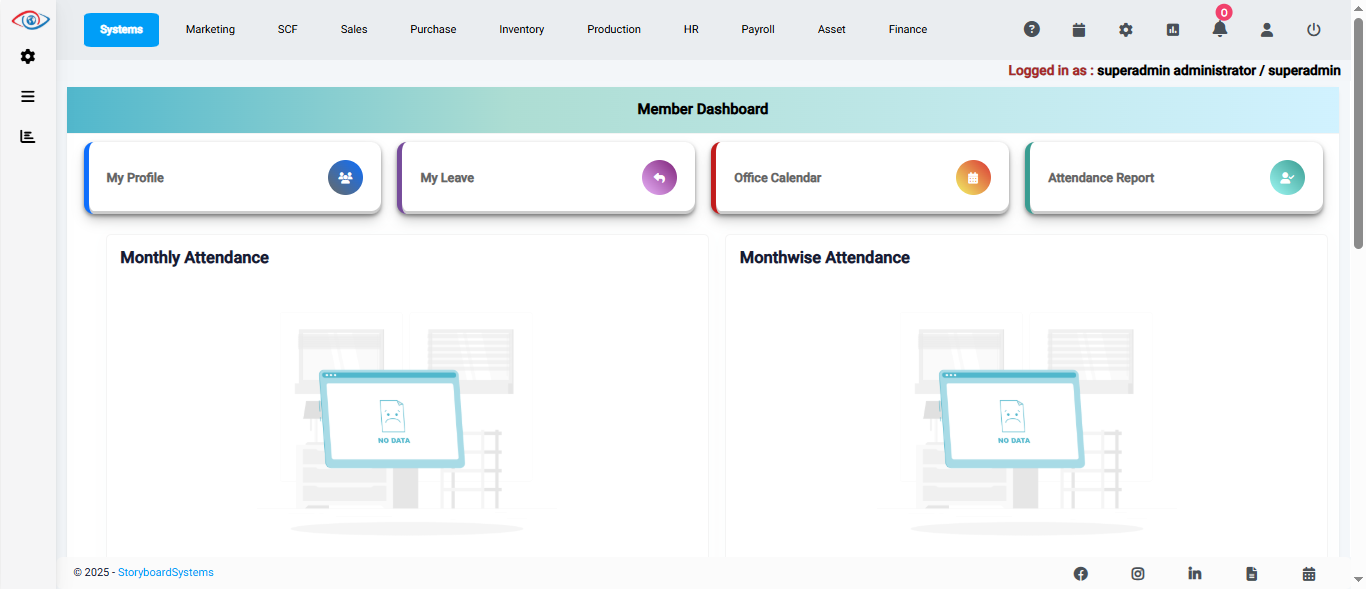 Systems Marketing SCF Sales Purchase Inventory Production HR Payroll Asset Finance 0
Logged in as : superadmin administrator / superadmin
Member Dashboard
My Profile My Leave Office Calendar Attendance Report
Monthly Attendance Monthwise Attendance
NO DATA NO DATA
© 2025 - StoryboardSystems